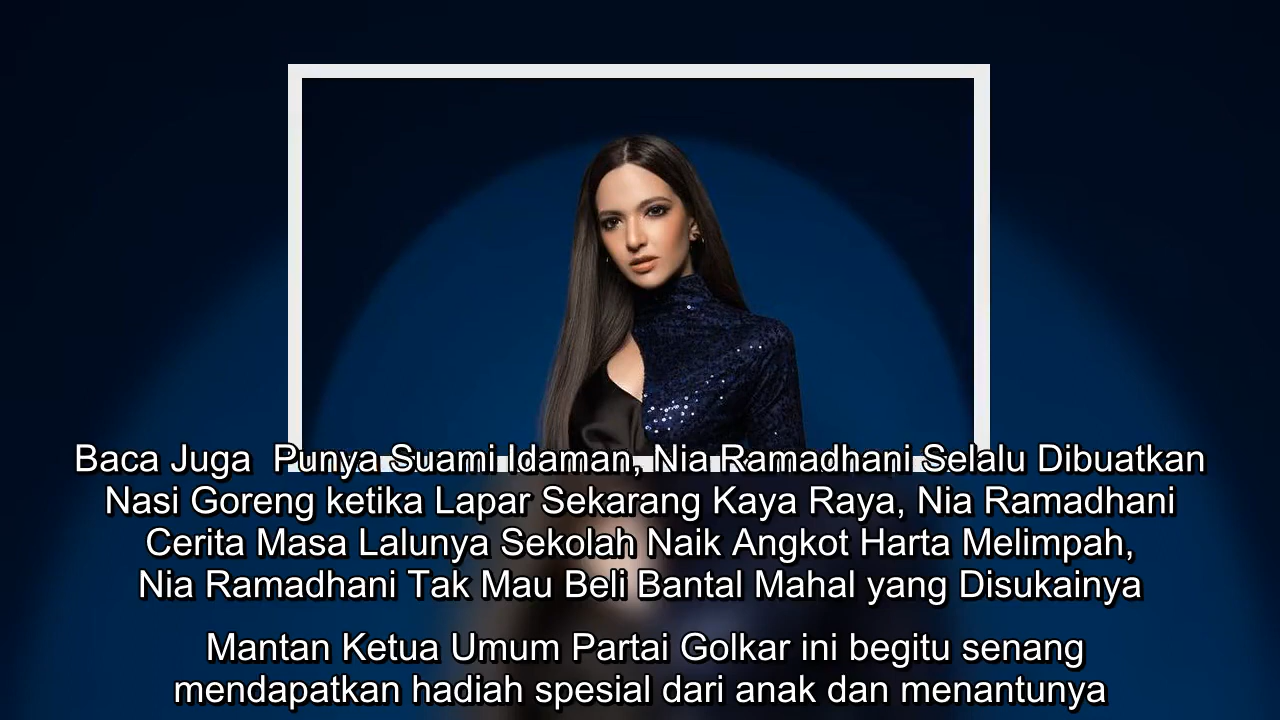 Baca Juga  Punya Suami Idaman, Nia Ramadhani Selalu Dibuatkan
Nasi Goreng ketika Lapar Sekarang Kaya Raya, Nia Ramadhani
Cerita Masa Lalunya Sekolah Naik Angkot Harta Melimpah,
Nia Ramadhani Tak Mau Beli Bantal Mahal yang Disukainya
Mantan Ketua Umum Partai Golkar ini begitu senang
mendapatkan hadiah spesial dari anak dan menantunya